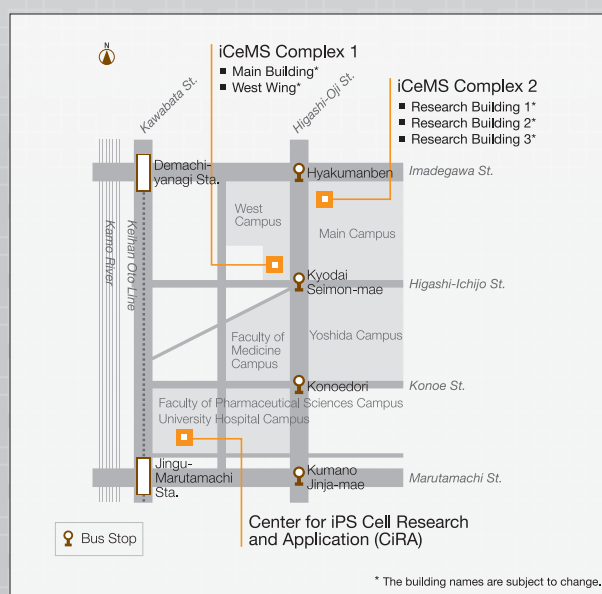 N
iCeMS Complex 1
■ Main Building*
■ West Wing*
Kawabata St.
Higashi-Oji St.
iCeMS Complex 2
■ Research Building 1*
■ Research Building 2*
■ Research Building 3*
Demachi-
yanagi Sta.
Hyakumanben
Imadegawa St.
West
Campus
Main Campus
Kamo River
Keihan Oto Line
Kyodai
Seimon-mae
Higashi-Ichijo St.
Faculty of
Medicine
Campus
Yoshida Campus
Konoedori
Konoe St.
Faculty of Pharmaceutical Sciences Campus
University Hospital Campus
Jingu-
Marutamachi
Sta.
Kumano
Jinja-mae
Marutamachi St.
Bus Stop
Center for iPS Cell Research
and Application (CiRA)
* The building names are subject to change.